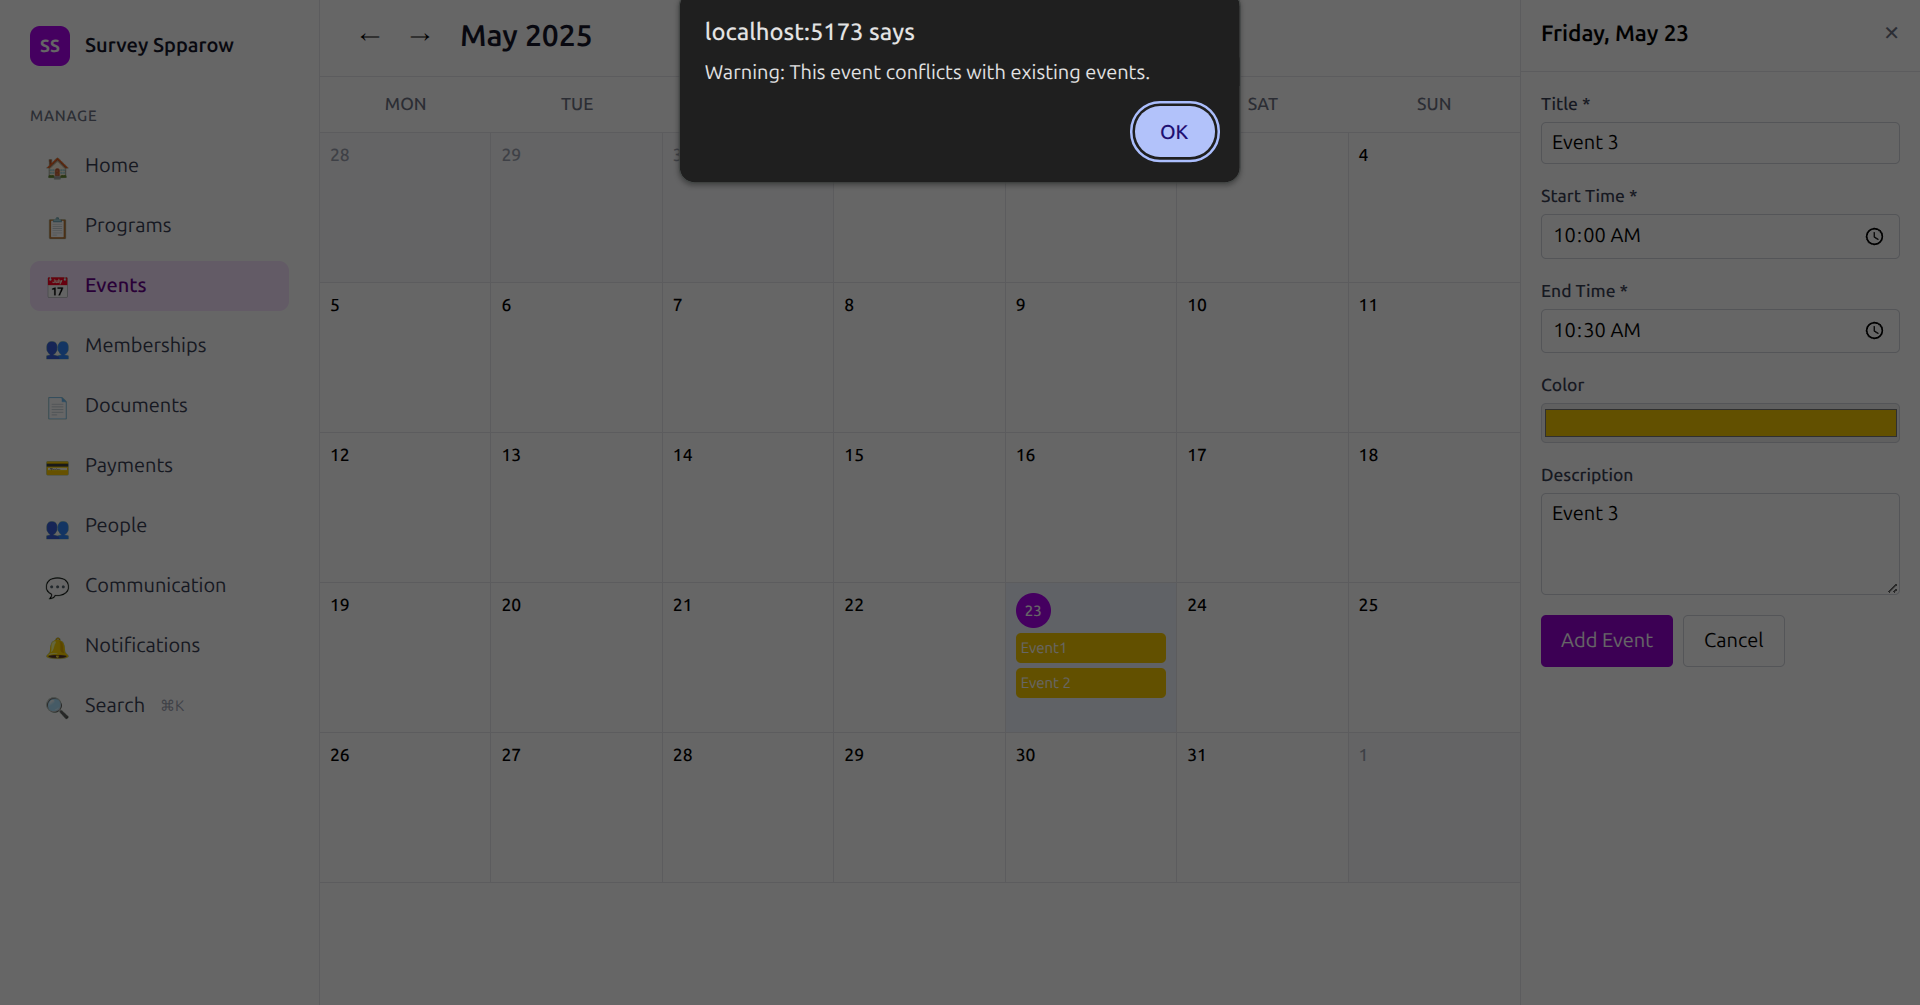 SS Survey Spparow
MANAGE
🏠 Home
📋 Programs
📅 Events
👥 Memberships
📄 Documents
💳 Payments
👥 People
💬 Communication
🔔 Notifications
🔍 Search ⌘K
← → May 2025
localhost:5173 says
Warning: This event conflicts with existing events.
OK
MON TUE SAT SUN
28 29 3 4
5 6 7 8 9 10 11
12 13 14 15 16 17 18
19 20 21 22 23 24 25
Event1
Event 2
26 27 28 29 30 31 1
Friday, May 23 ×
Title *
Event 3
Start Time *
10:00 AM
End Time *
10:30 AM
Color
Description
Event 3
Add Event Cancel